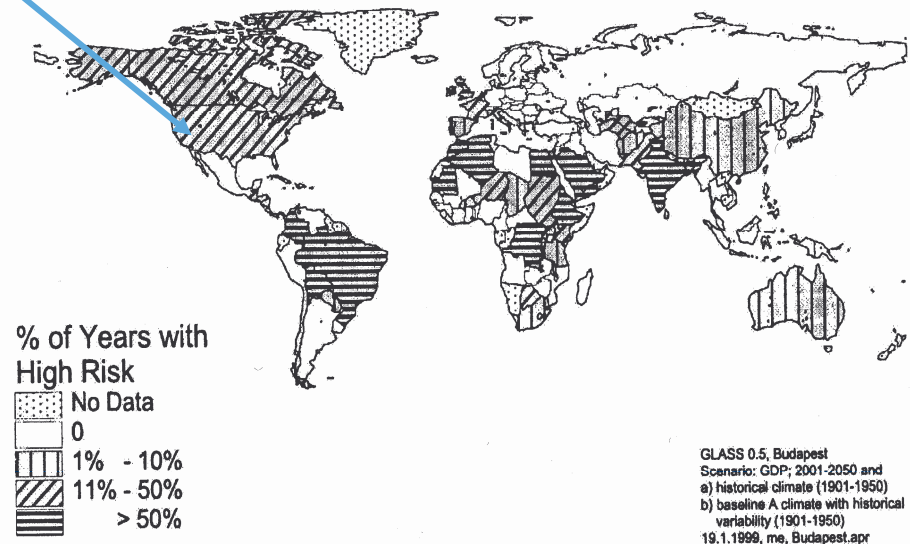 % of Years with
High Risk
No Data
0
1% - 10%
11% - 50%
> 50%
GLASS 0.5, Budapest
Scenario: GDP; 2001-2050 and
a) historical climate (1901-1950)
b) baseline A climate with historical
variability (1901-1950)
19.1.1999, me, Budapest.apr